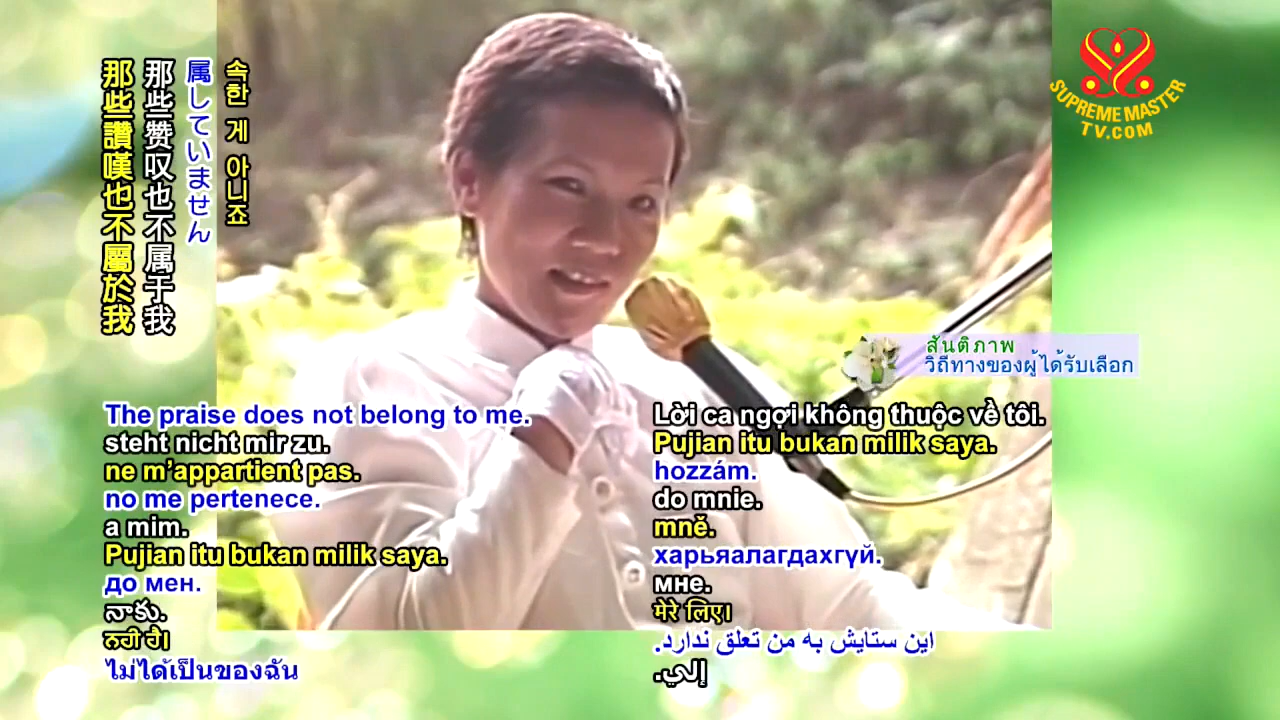 那些讚嘆也不屬於我
那些赞叹也不属于我
属していません
속한 게 아니죠
SUPREME MASTER
TV.COM
สันติภาพ
วิถีทางของผู้ได้รับเลือก
The praise does not belong to me.
steht nicht mir zu.
ne m’appartient pas.
no me pertenece.
a mim.
Pujian itu bukan milik saya.
до мен.
నాకు.
ਨਹੀ ਹੈ।
ไม่ได้เป็นของฉัน
Lời ca ngợi không thuộc về tôi.
Pujian itu bukan milik saya.
hozzám.
do mnie.
mně.
харьяалагдахгүй.
мне.
मेरे लिए।
این ستایش به من تعلق ندارد.
إلي.